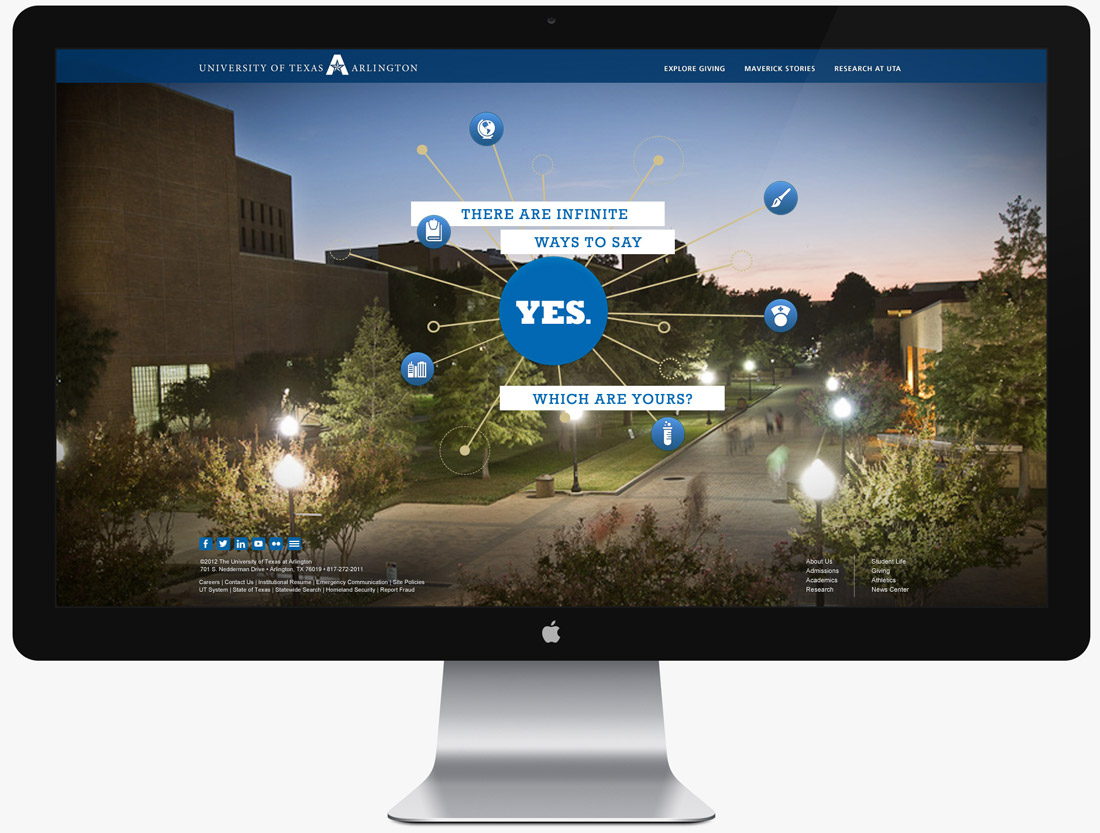 UNIVERSITY OF TEXAS A ARLINGTON
EXPLORE GIVING MAVERICK STORIES RESEARCH AT UTA
THERE ARE INFINITE
WAYS TO SAY
YES.
WHICH ARE YOURS?
©2012 The University of Texas at Arlington
701 S. Nedderman Drive • Arlington, TX 76019 • 817-272-2011
Careers | Contact Us | Institutional Resume | Emergency Communication | Site Policies
UT System | State of Texas | Statewide Search | Homeland Security | Report Fraud
About Us
Admissions
Academics
Research
Student Life
Giving
Athletics
News Center